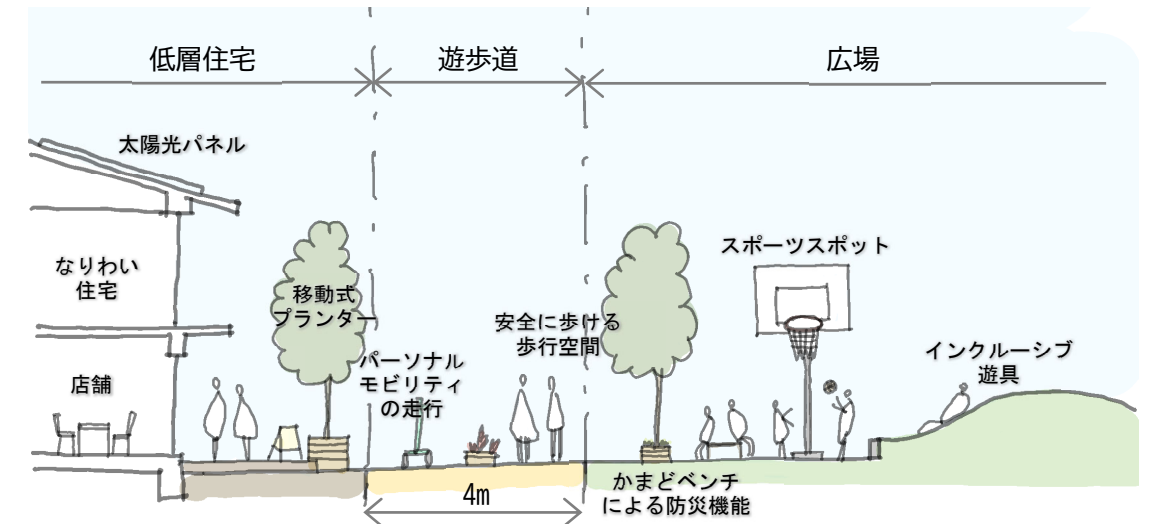 低層住宅
遊歩道
広場
太陽光パネル
なりわい
住宅
店舗
移動式
プランター
パーソナル
モビリティ
の走行
安全に歩ける
歩行空間
スポーツスポット
インクルーシブ
遊具
かまどベンチ
による防災機能
4m